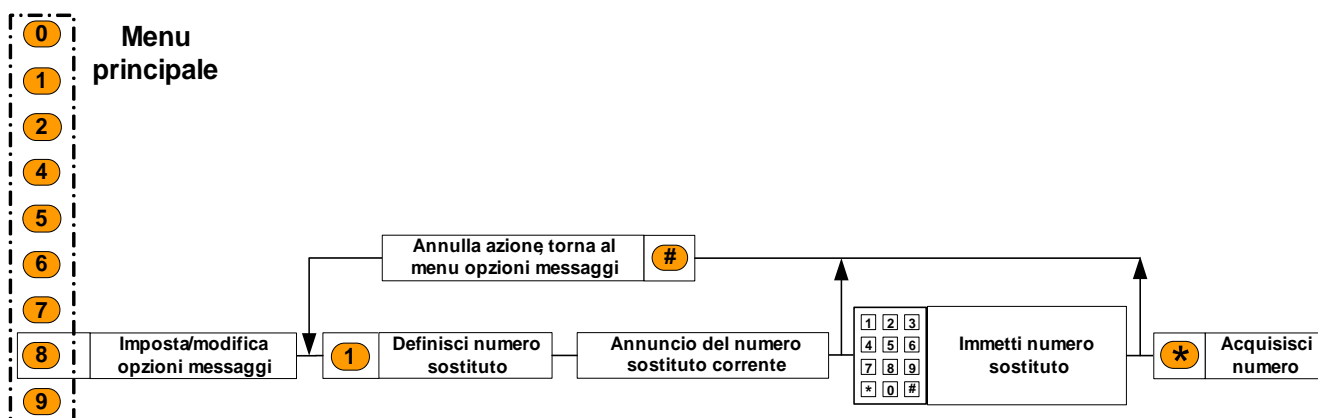 0
Menu
principale
1
2
4
5
6
7
Annulla azione, torna al
menu opzioni messaggi
#
8
Imposta/modifica
opzioni messaggi
1
Definisci numero
sostituto
Annuncio del numero
sostituto corrente
1 2 3
4 5 6
7 8 9
* 0 #
Immetti numero
sostituto
*
Acquisisci
numero
9